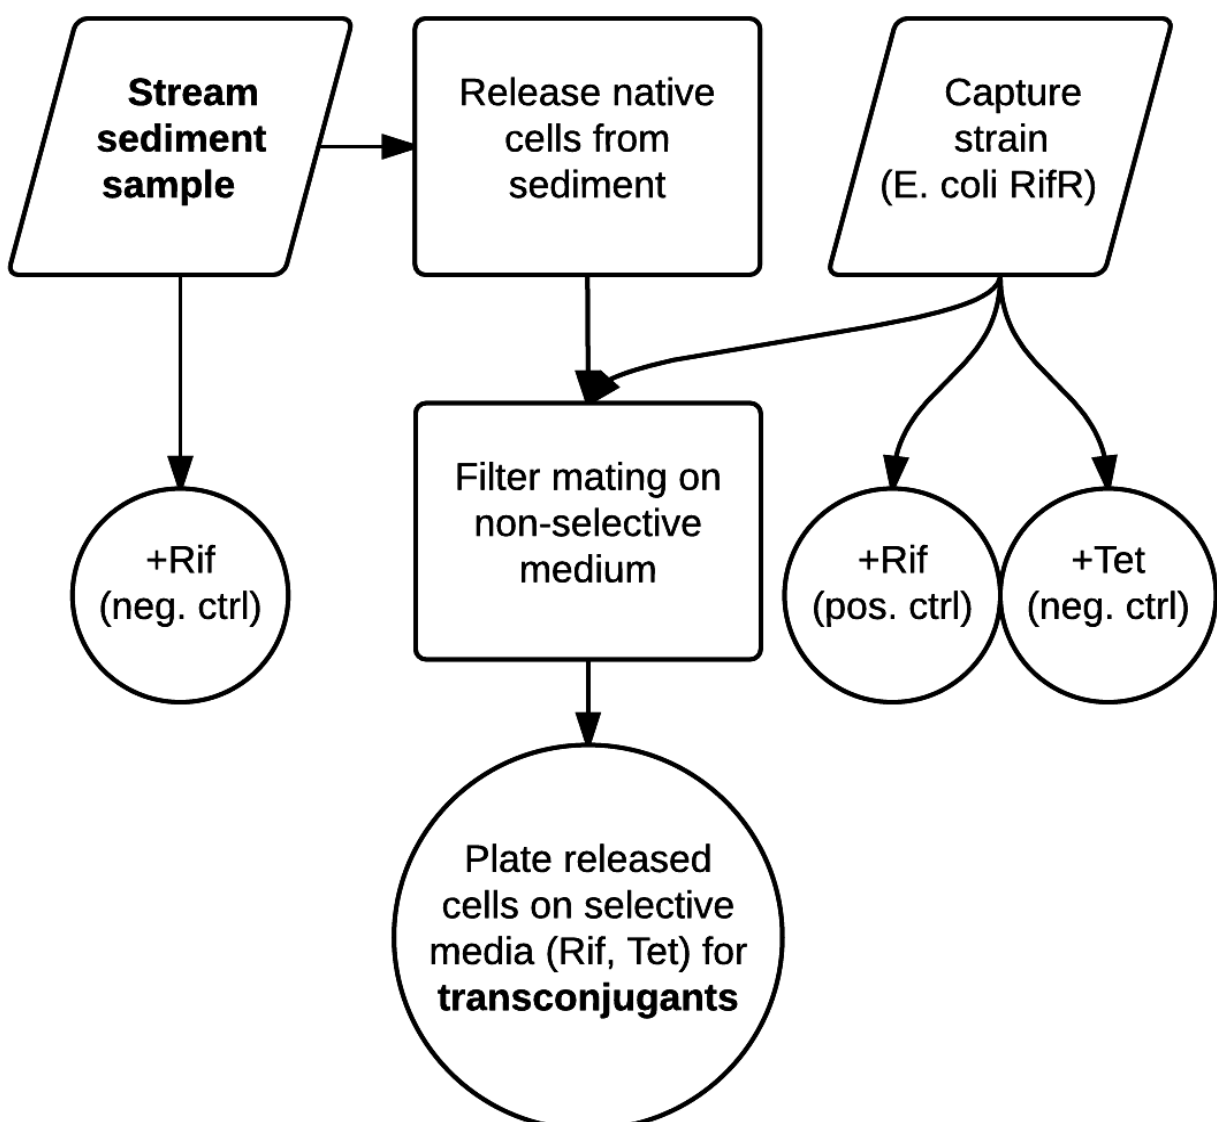 Stream
sediment
sample
Release native
cells from
sediment
Capture
strain
(E. coli RifR)
+Rif
(neg. ctrl)
Filter mating on
non-selective
medium
+Rif
(pos. ctrl)
+Tet
(neg. ctrl)
Plate released
cells on selective
media (Rif, Tet) for
transconjugants